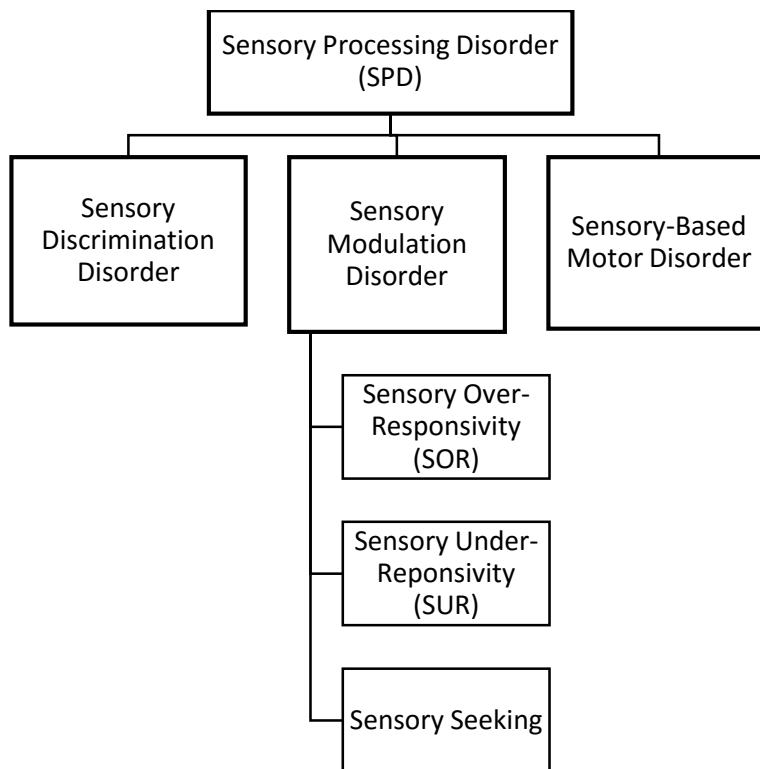 Sensory Processing Disorder
(SPD)
Sensory
Discrimination
Disorder
Sensory
Modulation
Disorder
Sensory-Based
Motor Disorder
Sensory Over-
Responsivity
(SOR)
Sensory Under-
Reponsivity
(SUR)
Sensory Seeking